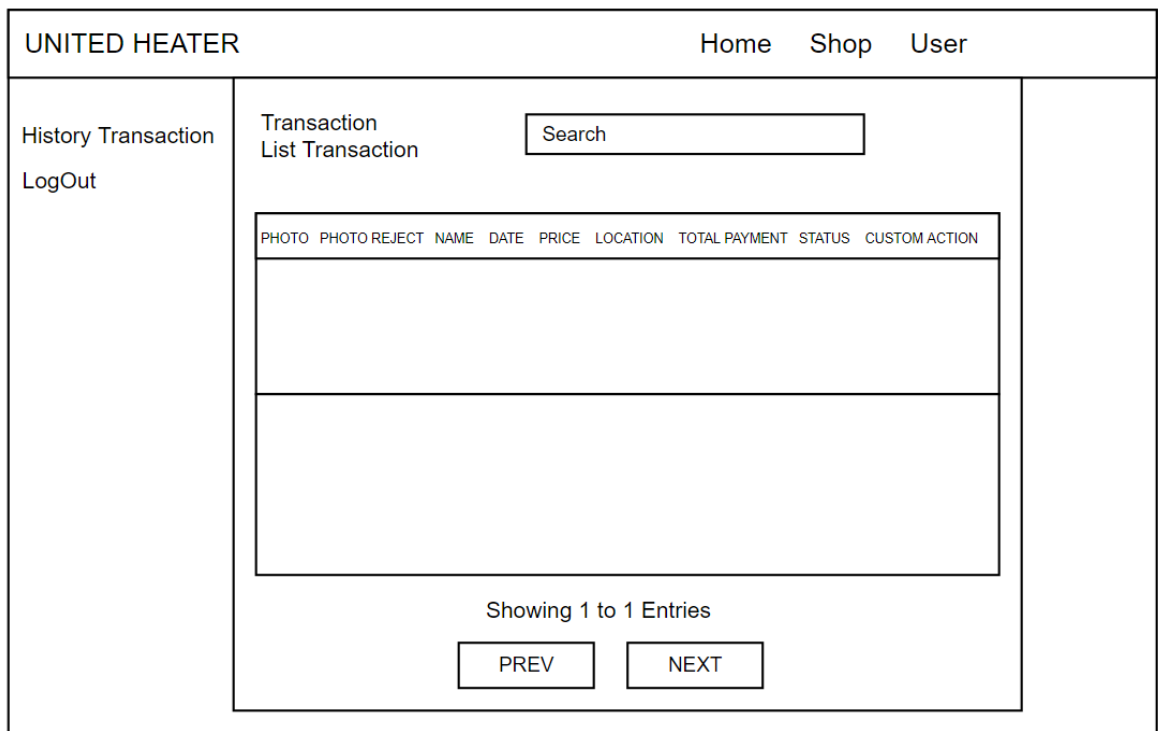 UNITED HEATER
Home Shop User
History Transaction
LogOut
Transaction
List Transaction
Search
PHOTO PHOTO REJECT NAME DATE PRICE LOCATION TOTAL PAYMENT STATUS CUSTOM ACTION
Showing 1 to 1 Entries
PREV NEXT